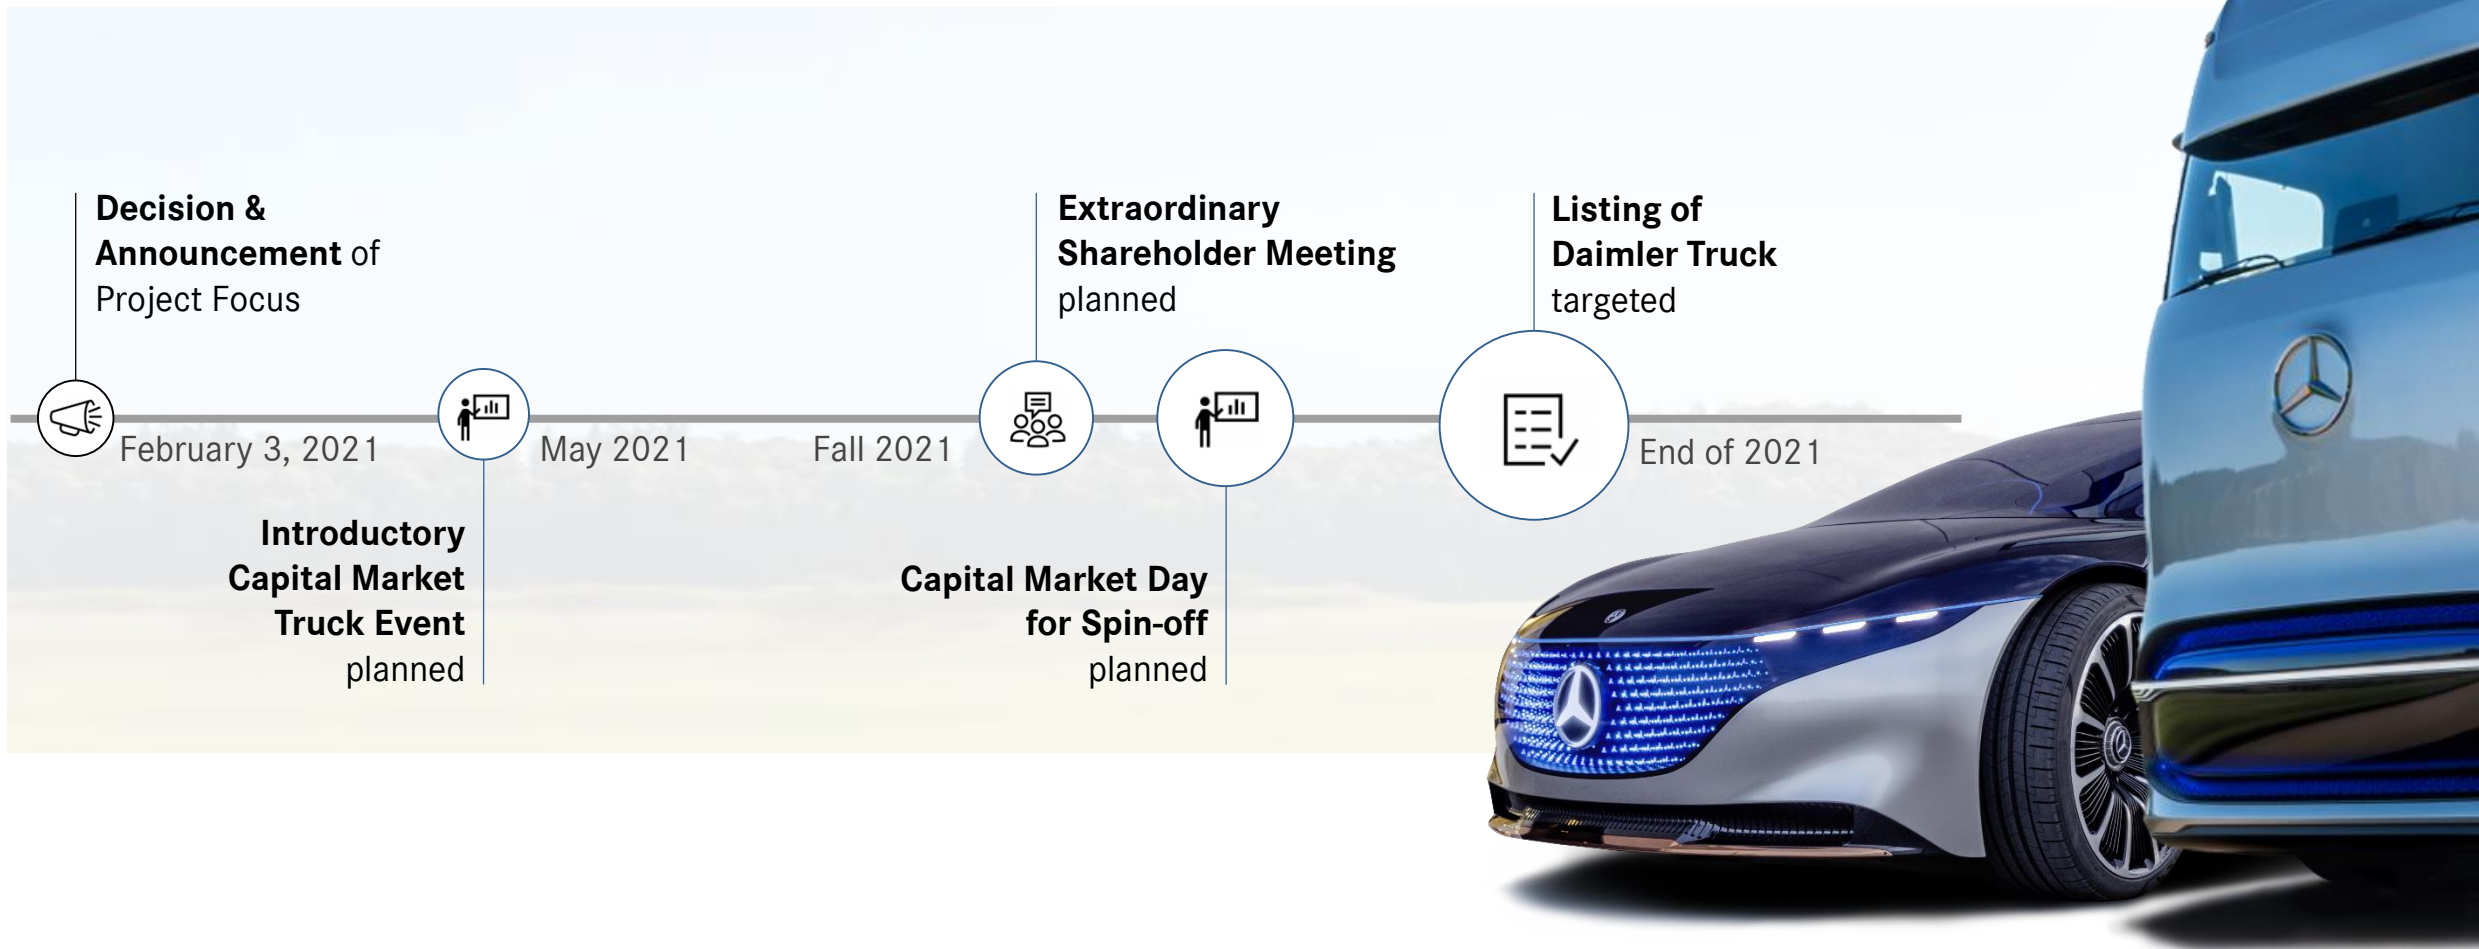 Decision &
Announcement of
Project Focus
February 3, 2021
Introductory
Capital Market
Truck Event
planned
May 2021
Fall 2021
Extraordinary
Shareholder Meeting
planned
Capital Market Day
for Spin-off
planned
Listing of
Daimler Truck
targeted
End of 2021